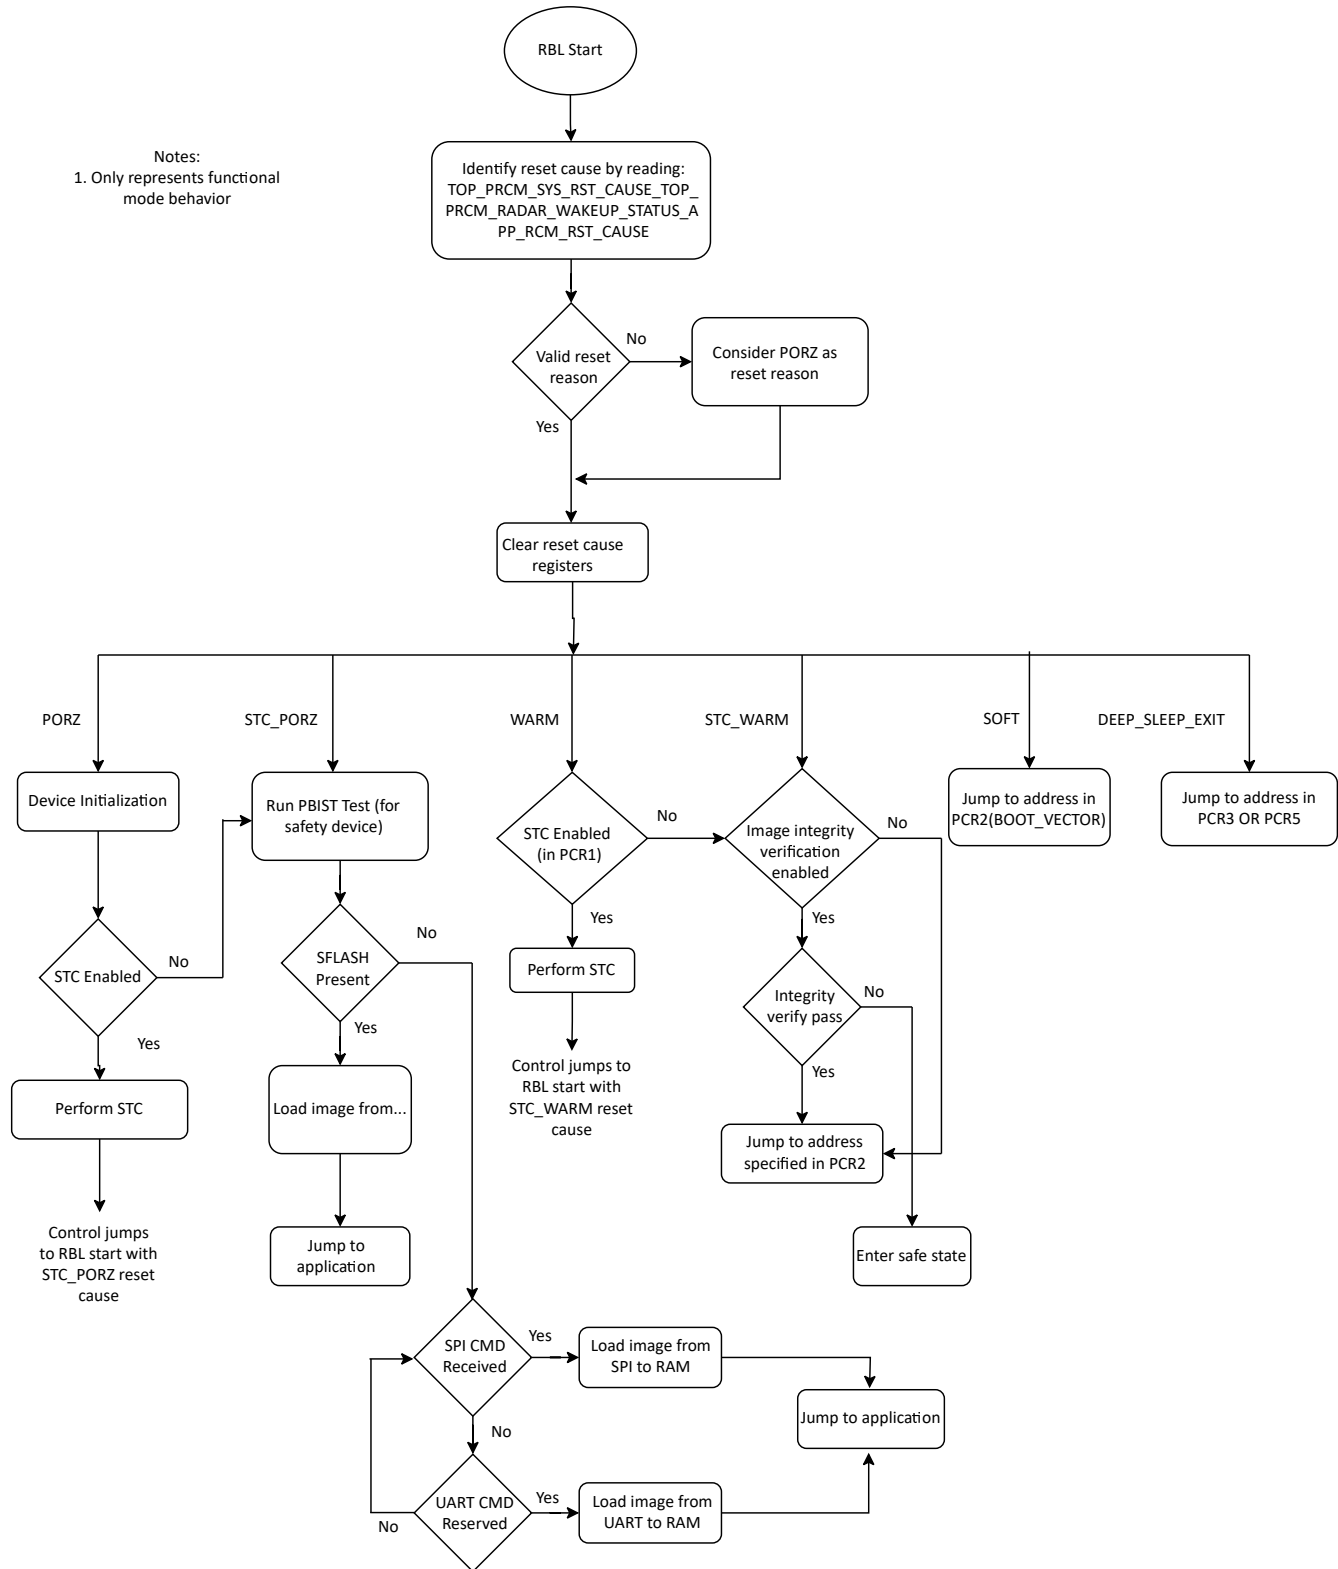 RBL Start
Notes:
1. Only represents functional
mode behavior
Identify reset cause by reading:
TOP_PRCM_SYS_RST_CAUSE_TOP_
PRCM_RADAR_WAKEUP_STATUS_A
PP_RCM_RST_CAUSE
Valid reset
reason
No
Consider PORZ as
reset reason
Yes
Clear reset cause
registers
PORZ
STC_PORZ
WARM
STC_WARM
SOFT
DEEP_SLEEP_EXIT
Device Initialization
Run PBIST Test (for
safety device)
STC Enabled
(in PCR1)
No
Image integrity
verification
enabled
No
Jump to address in
PCR2(BOOT_VECTOR)
Jump to address in
PCR3 OR PCR5
STC Enabled
No
Yes
SFLASH
Present
No
Yes
Yes
Perform STC
Yes
Integrity
verify pass
No
Yes
Perform STC
Load image from...
Control jumps to
RBL start with
STC_WARM reset
cause
Jump to address
specified in PCR2
Control jumps
to RBL start with
STC_PORZ reset
cause
Jump to
application
Enter safe state
SPI CMD
Received
Yes
Load image from
SPI to RAM
No
Jump to application
UART CMD
Reserved
Yes
No
Load image from
UART to RAM